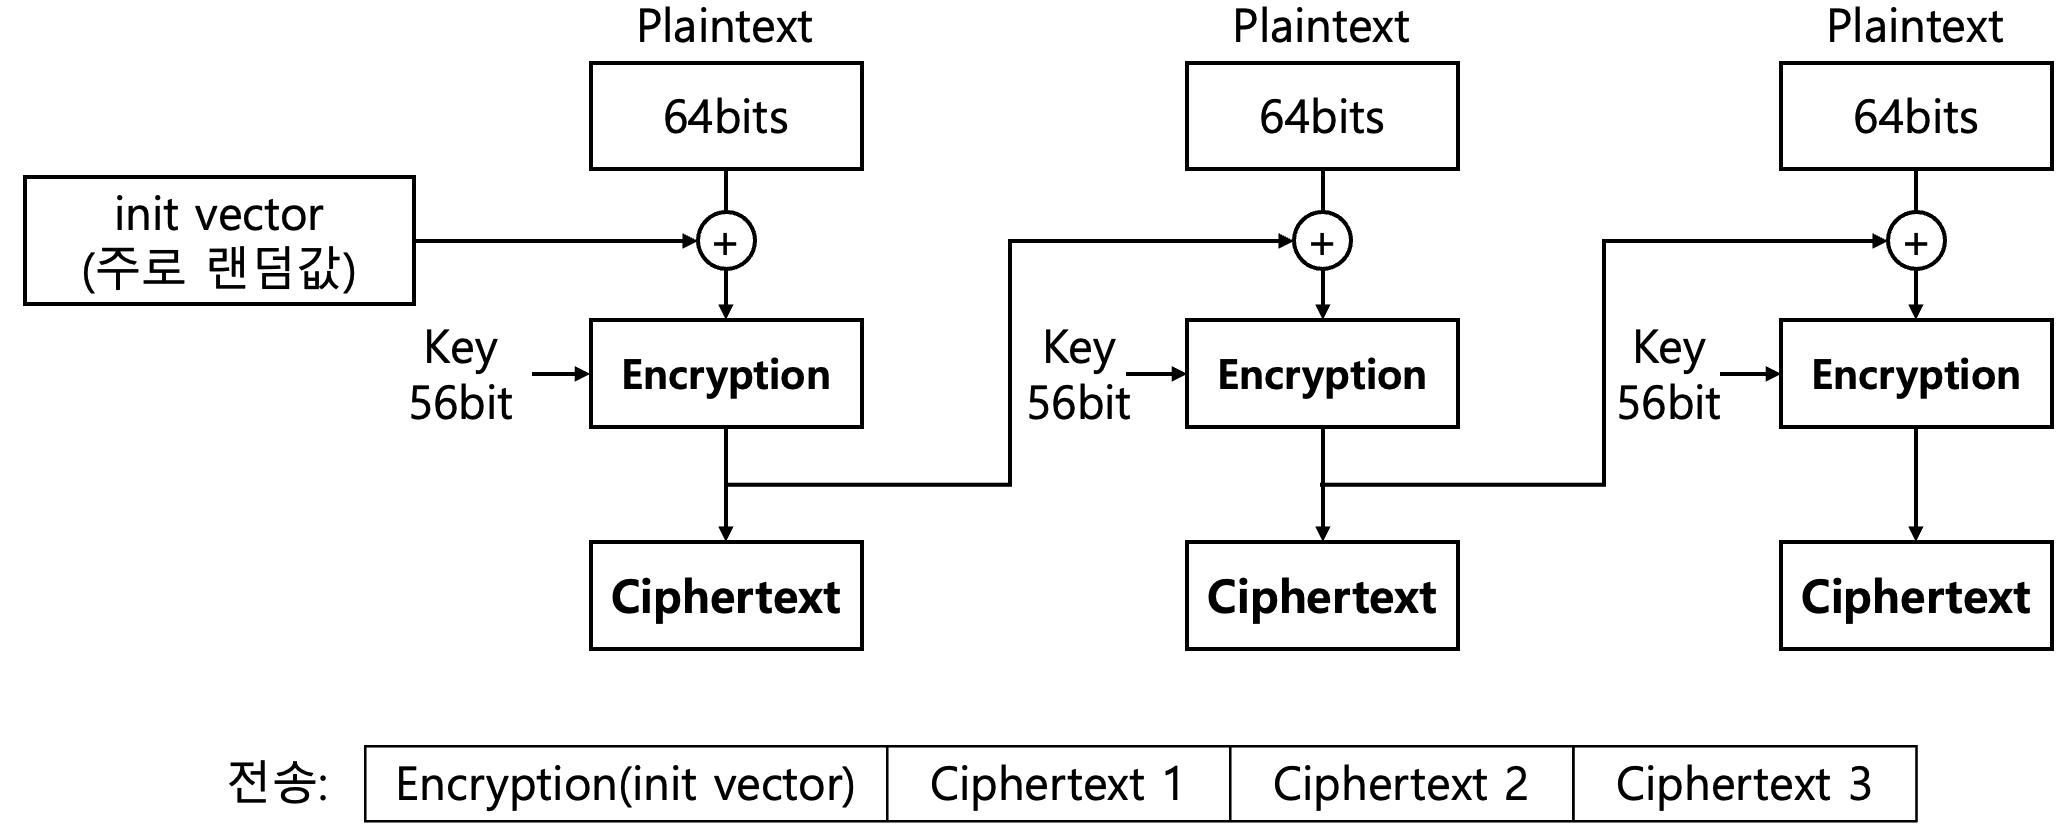 Plaintext
Plaintext
Plaintext
64bits
64bits
64bits
init vector
(주로 랜덤값)
+
+
+
Key
56bit
Encryption
Key
56bit
Encryption
Key
56bit
Encryption
Ciphertext
Ciphertext
Ciphertext
전송:
Encryption(init vector)
Ciphertext 1
Ciphertext 2
Ciphertext 3